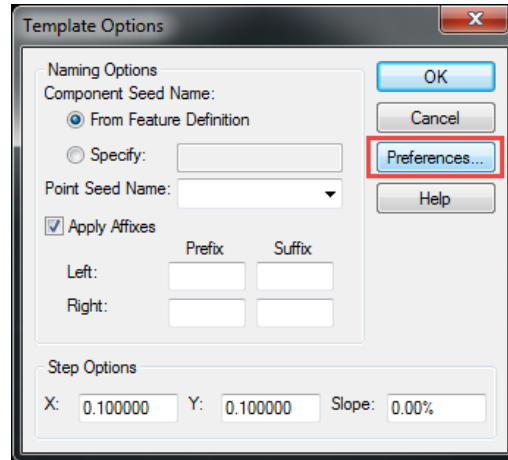 Template Options
Naming Options
Component Seed Name:
From Feature Definition
Specify:
Point Seed Name:
Apply Affixes
Prefix Suffix
Left:
Right:
OK
Cancel
Preferences...
Help
Step Options
X: 0.100000 Y: 0.100000 Slope: 0.00%